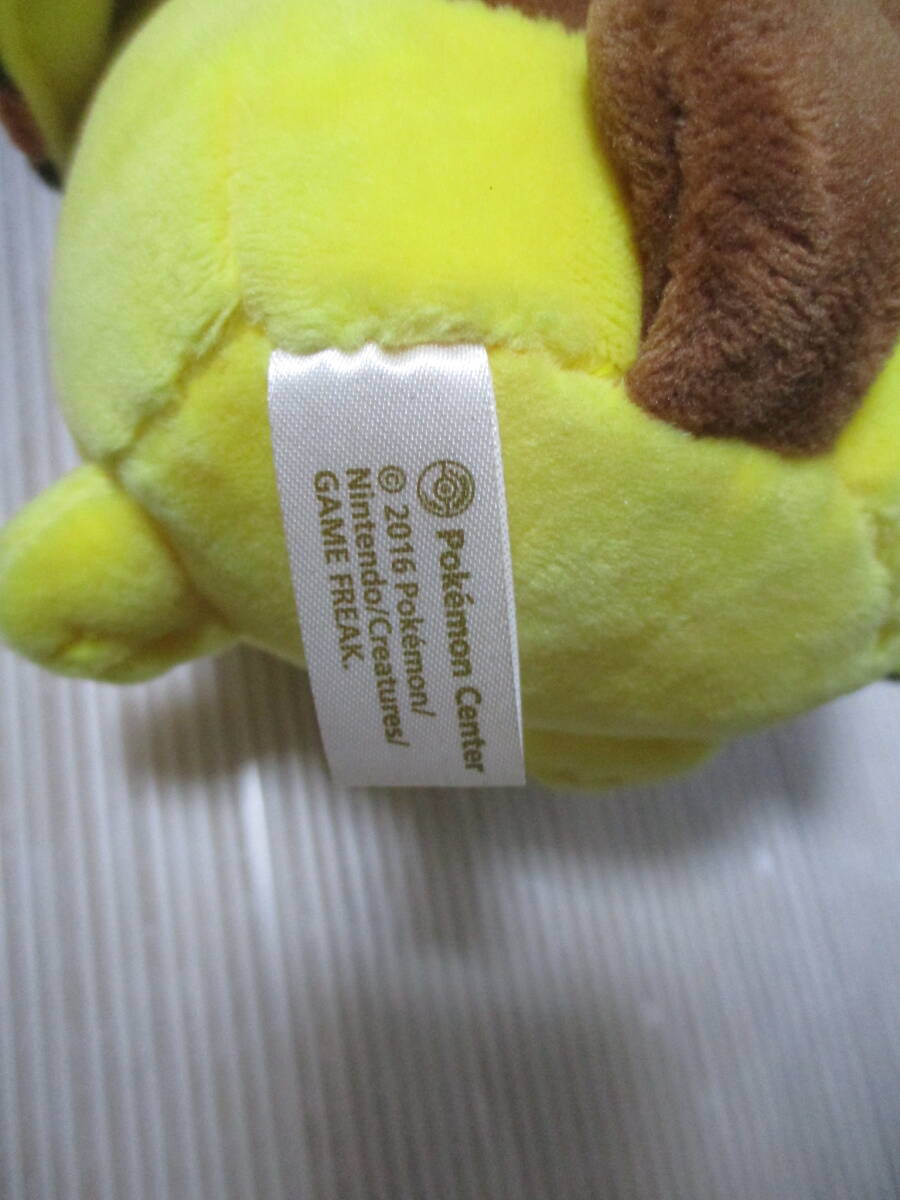 Pokémon Center
© 2016 Pokémon/
Nintendo/Creatures/
GAME FREAK.